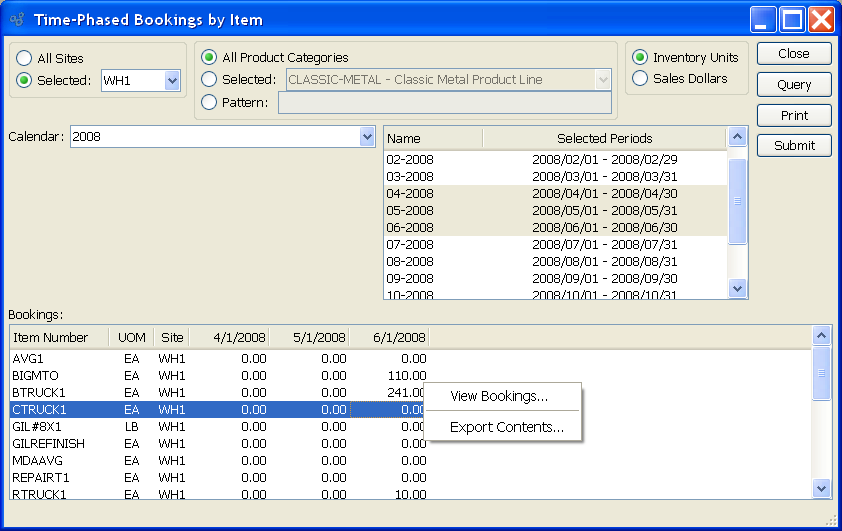 Time-Phased Bookings by Item
All Sites
Selected: WH1
All Product Categories
Selected: CLASSIC-METAL - Classic Metal Product Line
Pattern:
Inventory Units
Sales Dollars
Close
Query
Print
Submit
Calendar: 2008
Name Selected Periods
02-2008 2008/02/01 - 2008/02/29
03-2008 2008/03/01 - 2008/03/31
04-2008 2008/04/01 - 2008/04/30
05-2008 2008/05/01 - 2008/05/31
06-2008 2008/06/01 - 2008/06/30
07-2008 2008/07/01 - 2008/07/31
08-2008 2008/08/01 - 2008/08/31
09-2008 2008/09/01 - 2008/09/30
10-2008 2008/10/01 - 2008/10/31
Bookings:
Item Number UOM Site 4/1/2008 5/1/2008 6/1/2008
AVG1 EA WH1 0.00 0.00 0.00
BIGMTO EA WH1 0.00 0.00 110.00
BTRUCK1 EA WH1 0.00 0.00 241.00
CTRUCK1 EA WH1 0.00 0.00 0.00
GIL#8X1 LB WH1 0.00 0.00 0.00
GILREFINISH EA WH1 0.00 0.00 0.00
MDAAVG EA WH1 0.00 0.00 0.00
REPAIRT1 EA WH1 0.00 0.00 0.00
RTRUCK1 EA WH1 0.00 0.00 10.00
View Bookings...
Export Contents...